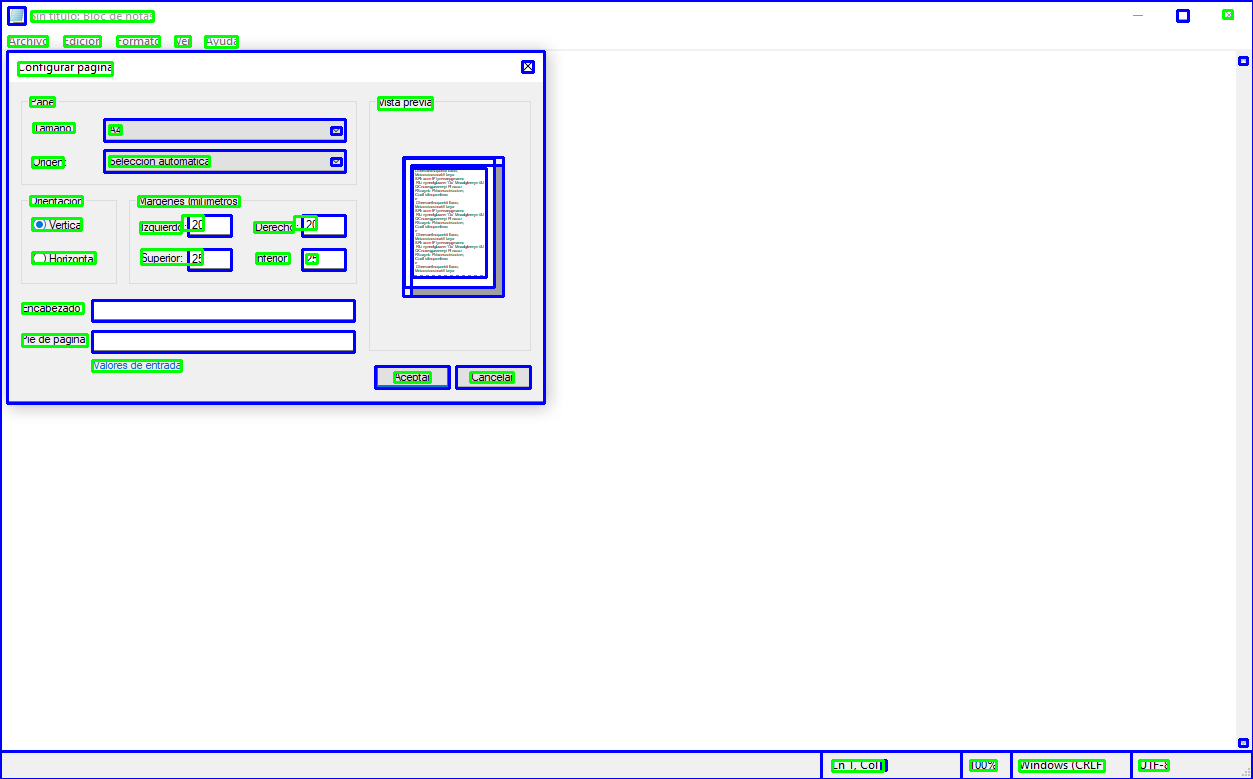 Sin título: Bloc de notas
Archivo Edición Formato Ver Ayuda
Configurar página
Papel
Tamaño: A4
Origen: Selección automática
Orientación
Vertical
Horizontal
Márgenes (milímetros)
Izquierdo: 20 Derecho: 20
Superior: 25 Inferior: 25
Vista previa
Encabezado:
Pie de página:
Valores de entrada
Aceptar Cancelar
Ln 1, Col 1 100% Windows (CRLF) UTF-8